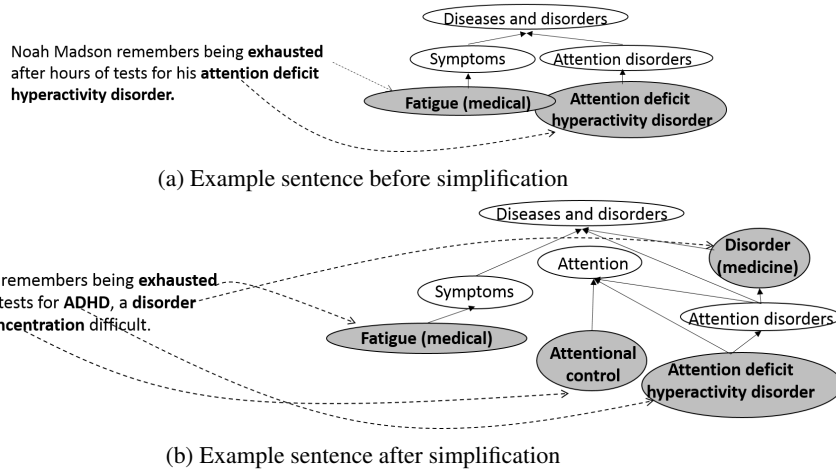 Diseases and disorders
Noah Madson remembers being exhausted
after hours of tests for his attention deficit
hyperactivity disorder.
Symptoms
Attention disorders
Fatigue (medical)
Attention deficit
hyperactivity disorder
(a) Example sentence before simplification
Diseases and disorders
Disorder
(medicine)
Attention
remembers being exhausted
tests for ADHD, a disorder
ncentration difficult.
Symptoms
Attention disorders
Fatigue (medical)
Attentional
control
Attention deficit
hyperactivity disorder
(b) Example sentence after simplification